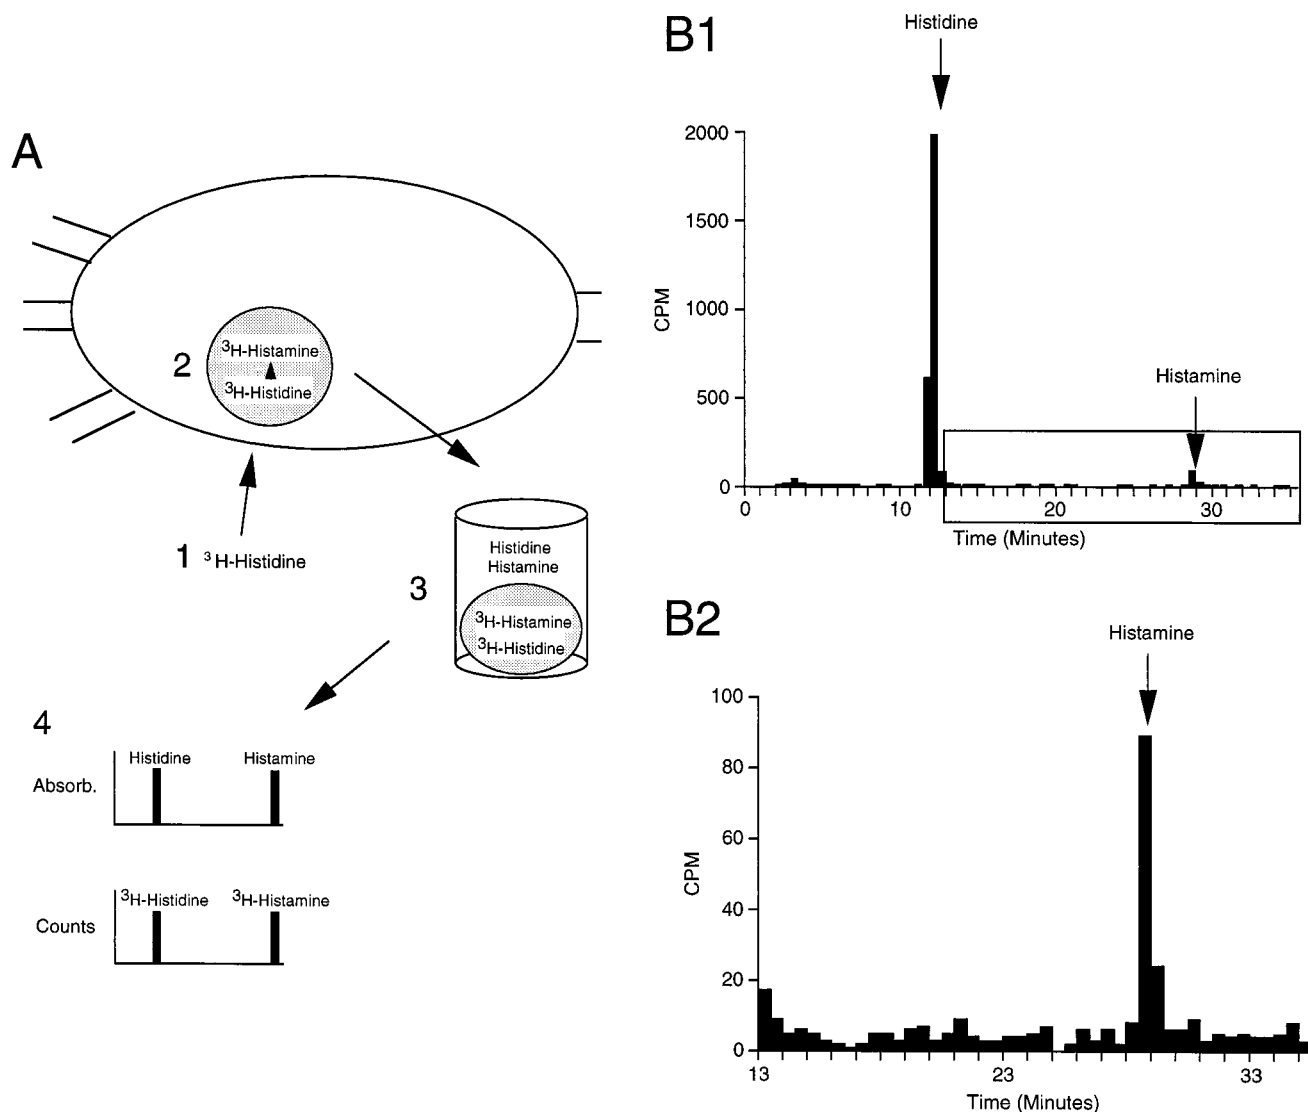 A
2
³H-Histamine
³H-Histidine
1 ³H-Histidine
3
Histidine
Histamine
³H-Histamine
³H-Histidine
4
Histidine Histamine
Absorb.
³H-Histidine ³H-Histamine
Counts
B1
Histidine
2000
1500
1000
500
0
CPM
Histamine
0 10 20 30
Time (Minutes)
B2
Histamine
100
80
60
40
20
0
CPM
13 23 33
Time (Minutes)